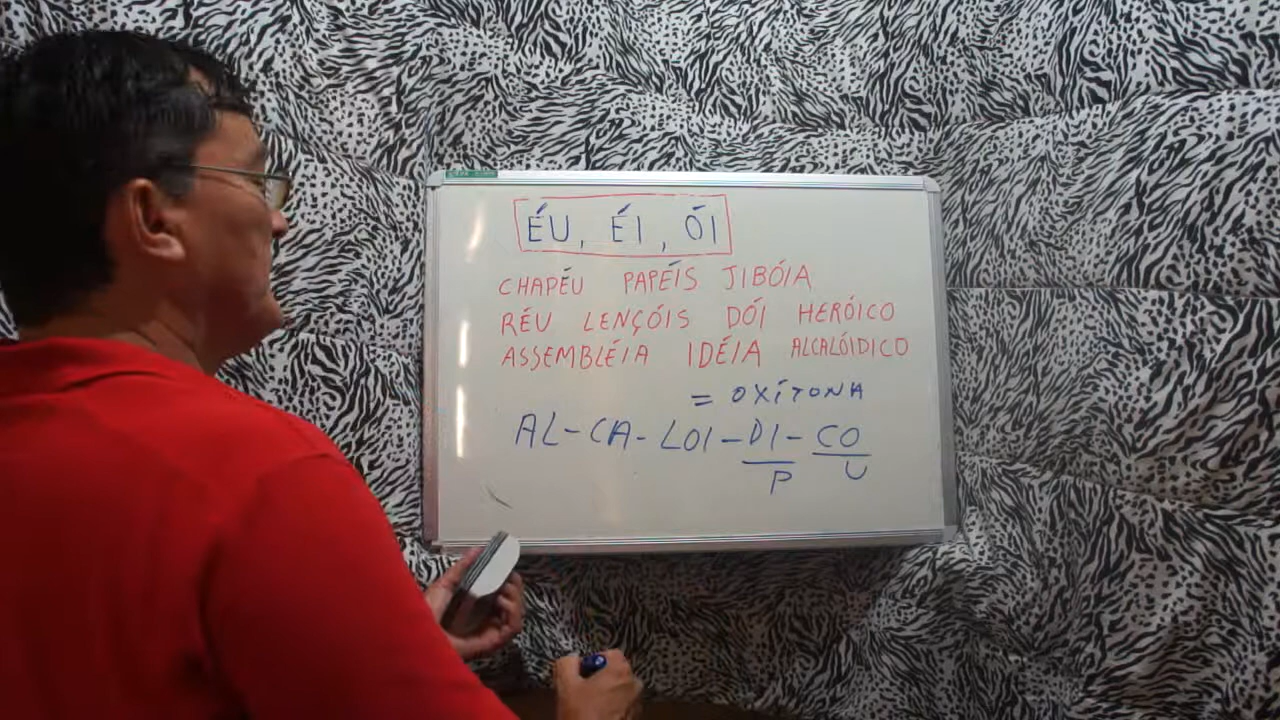 ÉU, ÉI, ÓI
CHAPÉU PAPÉIS JIBÓIA
RÉU LENÇÓIS DÓI HERÓICO
ASSEMBLÉIA IDÉIA ALCALÓIDICO
= OXÍTONA
AL-CA-LOI-DI-CO
P U